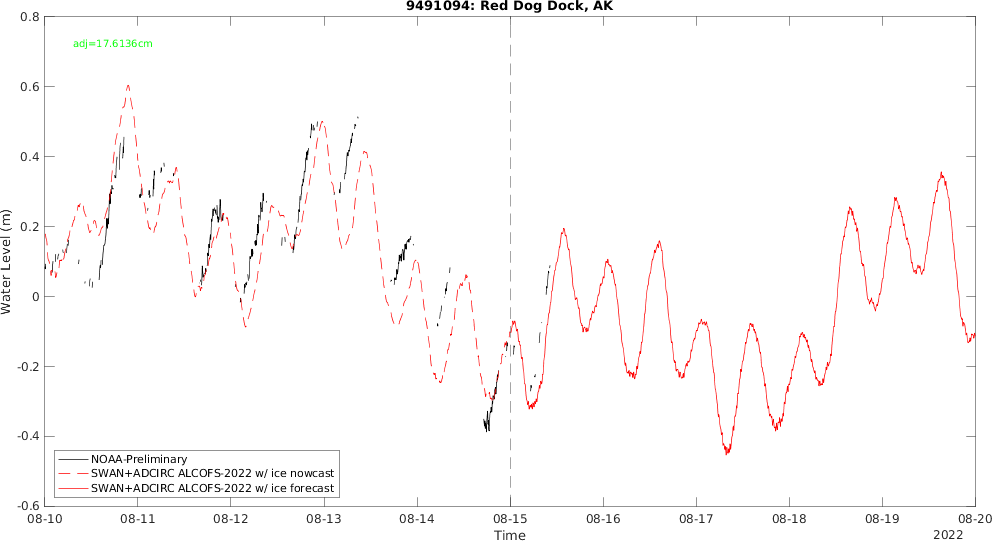 9491094: Red Dog Dock, AK
adj=17.6136cm
0.8
0.6
0.4
0.2
0
-0.2
-0.4
-0.6
Water Level (m)
NOAA-Preliminary
SWAN+ADCIRC ALCOFS-2022 w/ ice nowcast
SWAN+ADCIRC ALCOFS-2022 w/ ice forecast
08-10 08-11 08-12 08-13 08-14 08-15 08-16 08-17 08-18 08-19 08-20
Time
2022